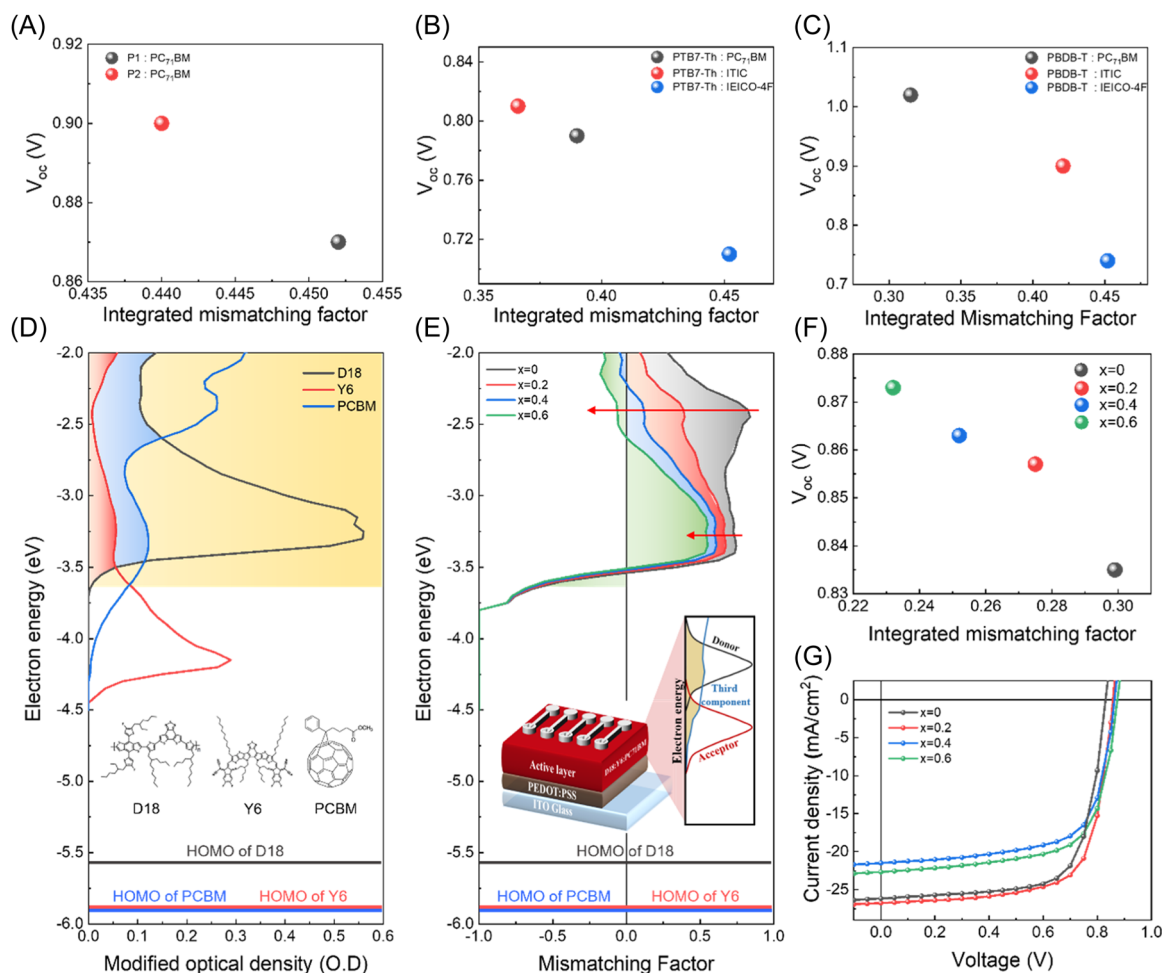 (A)
0.92
0.90
0.88
0.86
V_oc (V)
P1 : PC₇₁BM
P2 : PC₇₁BM
0.435 0.440 0.445 0.450 0.455
Integrated mismatching factor
(B)
0.84
0.80
0.76
0.72
V_oc (V)
PTB7-Th : PC₇₁BM
PTB7-Th : ITIC
PTB7-Th : IEICO-4F
0.35 0.40 0.45
Integrated mismatching factor
(C)
1.1
1.0
0.9
0.8
0.7
V_oc (V)
PBDB-T : PC₇₁BM
PBDB-T : ITIC
PBDB-T : IEICO-4F
0.30 0.35 0.40 0.45
Integrated Mismatching Factor
(D)
-2.0
-2.5
-3.0
-3.5
-4.0
-4.5
-5.0
-5.5
-6.0
Electron energy (eV)
D18
Y6
PCBM
OCH₃
D18 Y6 PCBM
HOMO of D18
HOMO of PCBM HOMO of Y6
0.0 0.1 0.2 0.3 0.4 0.5 0.6
Modified optical density (O.D)
(E)
-2.0
-2.5
-3.0
-3.5
-4.0
-4.5
-5.0
-5.5
-6.0
Electron energy (eV)
x=0
x=0.2
x=0.4
x=0.6
Electron energy
Donor
Third
component
Acceptor
Active layer
D18:Y6:PC71BM
PEDOT:PSS
ITO Glass
HOMO of D18
HOMO of PCBM HOMO of Y6
-1.0 -0.5 0.0 0.5 1.0
Mismatching Factor
(F)
0.88
0.87
0.86
0.85
0.84
0.83
V_oc (V)
x=0
x=0.2
x=0.4
x=0.6
0.22 0.24 0.26 0.28 0.30
Integrated mismatching factor
(G)
0
-5
-10
-15
-20
-25
Current density (mA/cm²)
x=0
x=0.2
x=0.4
x=0.6
0.0 0.2 0.4 0.6 0.8 1.0
Voltage (V)